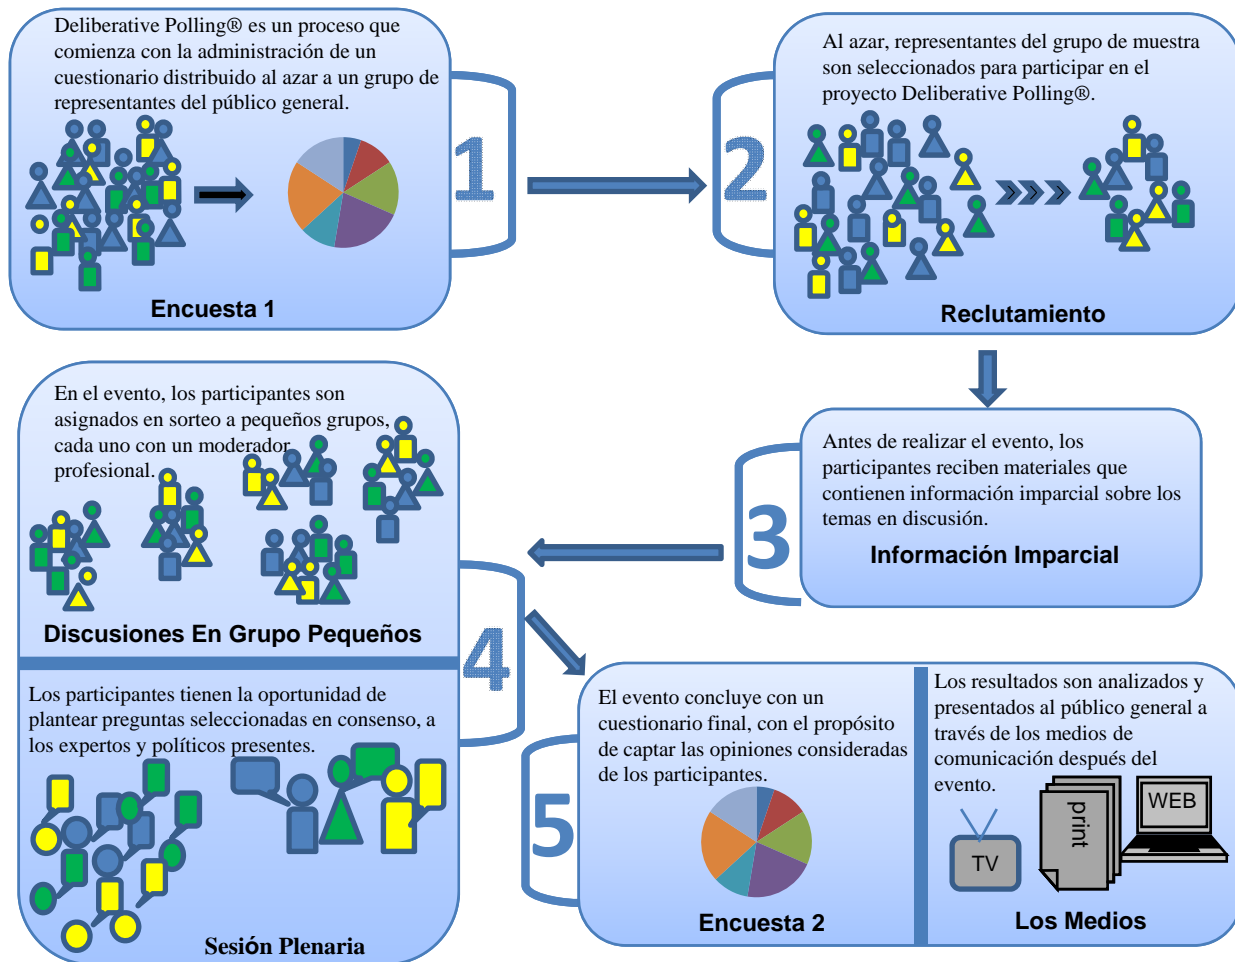 Deliberative Polling® es un proceso que
comienza con la administración de un
cuestionario distribuido al azar a un grupo de
representantes del público general.
Encuesta 1
1
2
Al azar, representantes del grupo de muestra
son seleccionados para participar en el
proyecto Deliberative Polling®.
Reclutamiento
3
Antes de realizar el evento, los
participantes reciben materiales que
contienen información imparcial sobre los
temas en discusión.
Información Imparcial
En el evento, los participantes son
asignados en sorteo a pequeños grupos,
cada uno con un moderador
profesional.
Discusiones En Grupo Pequeños
4
Los participantes tienen la oportunidad de
plantear preguntas seleccionadas en consenso, a
los expertos y políticos presentes.
Sesión Plenaria
5
El evento concluye con un
cuestionario final, con el propósito
de captar las opiniones consideradas
de los participantes.
Encuesta 2
Los resultados son analizados y
presentados al público general a
través de los medios de
comunicación después del
evento.
TV
print
WEB
Los Medios